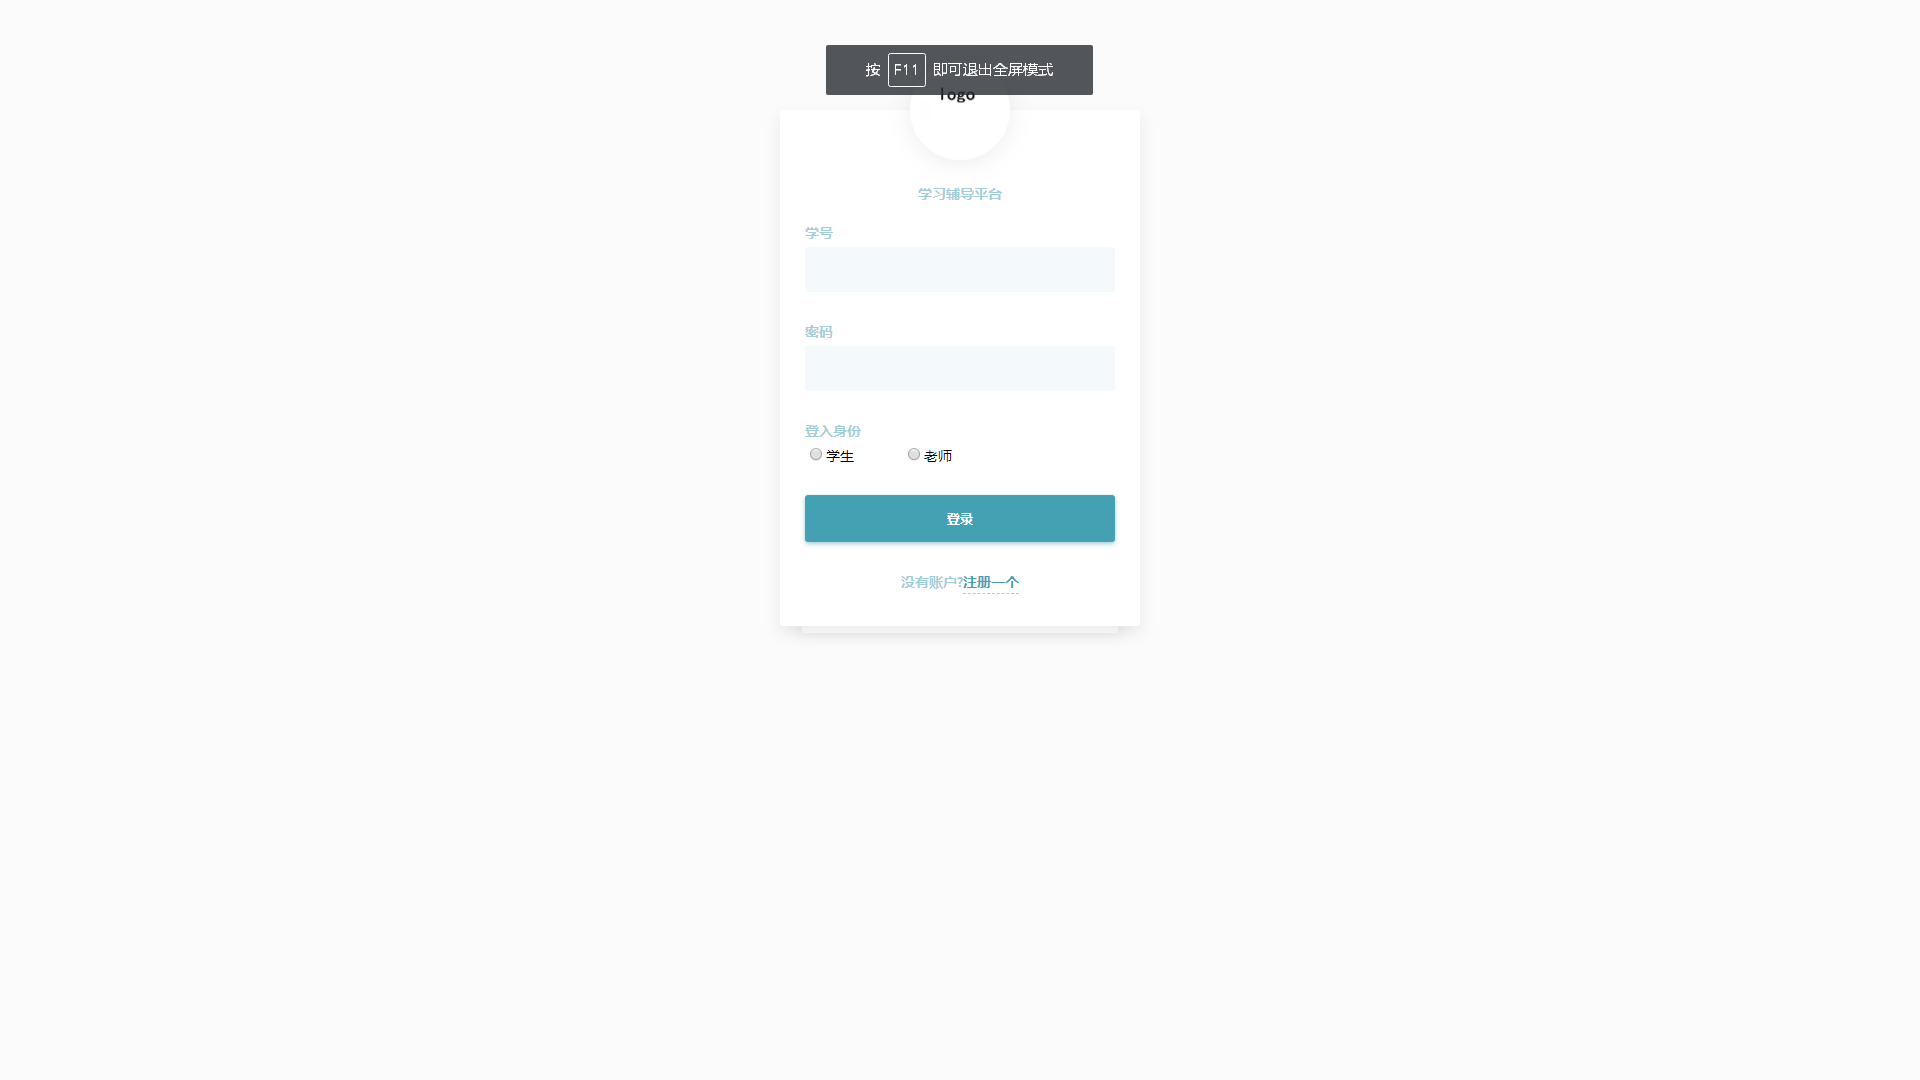 按 F11 即可退出全屏模式
logo
学习辅导平台
学号
密码
登入身份
学生 老师
登录
没有账户?注册一个